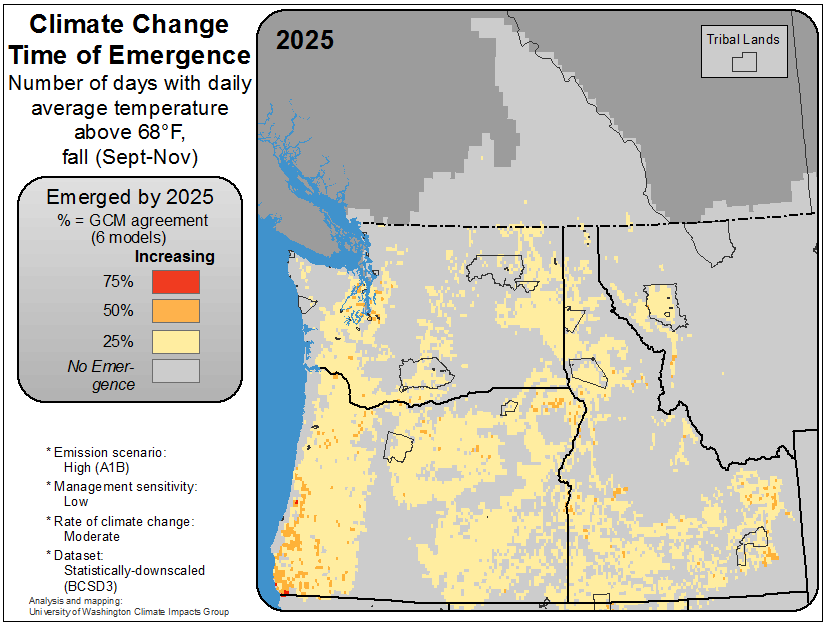 Climate Change
Time of Emergence
Number of days with daily
average temperature
above 68°F,
fall (Sept-Nov)
Emerged by 2025
% = GCM agreement
(6 models)
Increasing
75%
50%
25%
No Emer-
gence
* Emission scenario:
High (A1B)
* Management sensitivity:
Low
* Rate of climate change:
Moderate
* Dataset:
Statistically-downscaled
(BCSD3)
Analysis and mapping:
University of Washington Climate Impacts Group
2025
Tribal Lands